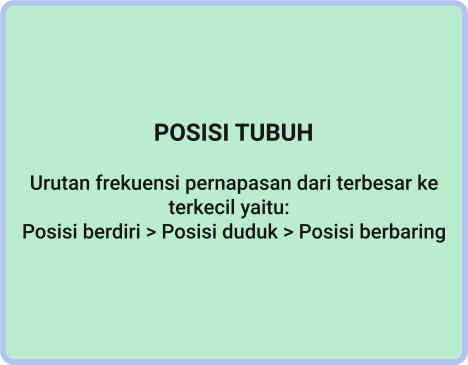 POSISI TUBUH
Urutan frekuensi pernapasan dari terbesar ke
terkecil yaitu:
Posisi berdiri > Posisi duduk > Posisi berbaring